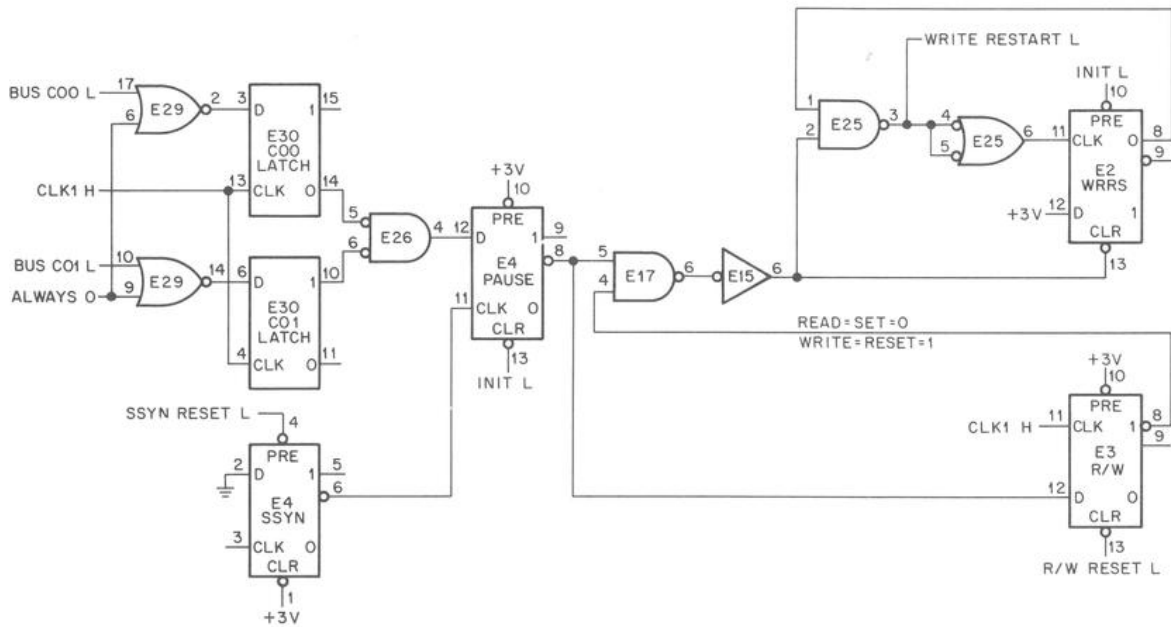 WRITE RESTART L
INIT L
10
BUS C00 L
17
6
E29
2
3
D
1
15
E30
C00
LATCH
CLK1 H
13
CLK
0
14
1
2
E25
3
4
5
E25
6
11
PRE
CLK
0
8
9
E2
WRRS
+3V
12
D
1
CLR
13
5
6
E26
4
+3V
10
PRE
12
D
1
9
8
E4
PAUSE
11
CLK
0
CLR
13
INIT L
5
4
E17
6
E15
6
BUS C01 L
10
9
ALWAYS 0
E29
14
6
D
1
10
E30
C01
LATCH
4
CLK
0
11
READ=SET=0
WRITE=RESET=1
SSYN RESET L
4
PRE
2
D
1
5
6
E4
SSYN
3
CLK
0
CLR
1
+3V
+3V
10
PRE
CLK1 H
11
CLK
1
8
9
E3
R/W
12
D
0
CLR
13
R/W RESET L